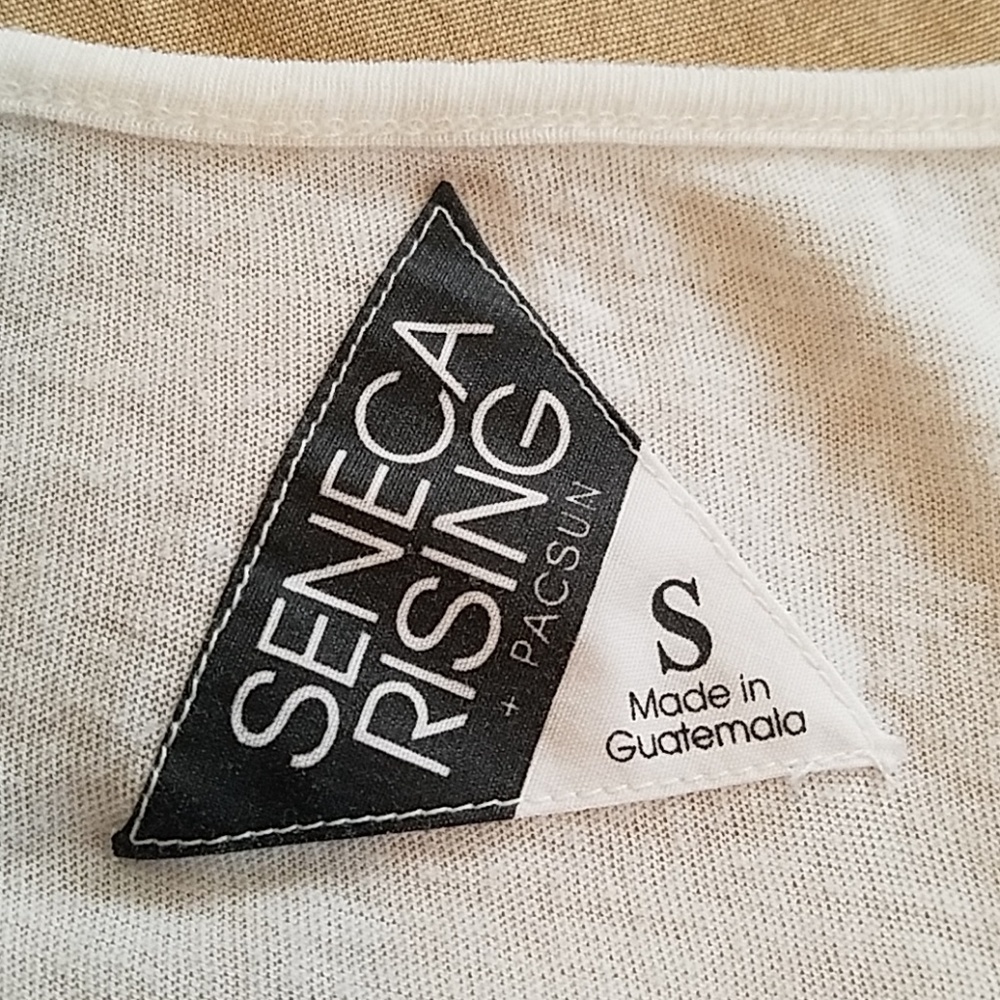 SENECA
RISING
+ PACSUN
S
Made in
Guatemala